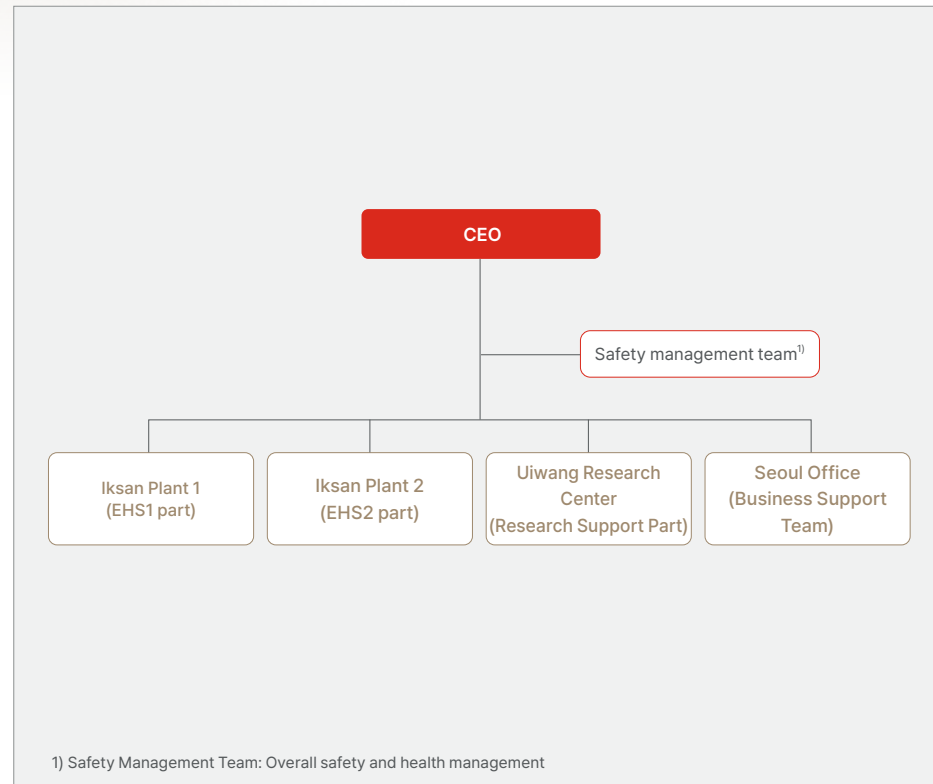 CEO
Safety management team1)
Iksan Plant 1
(EHS1 part)
Iksan Plant 2
(EHS2 part)
Uiwang Research
Center
(Research Support Part)
Seoul Office
(Business Support
Team)
1) Safety Management Team: Overall safety and health management